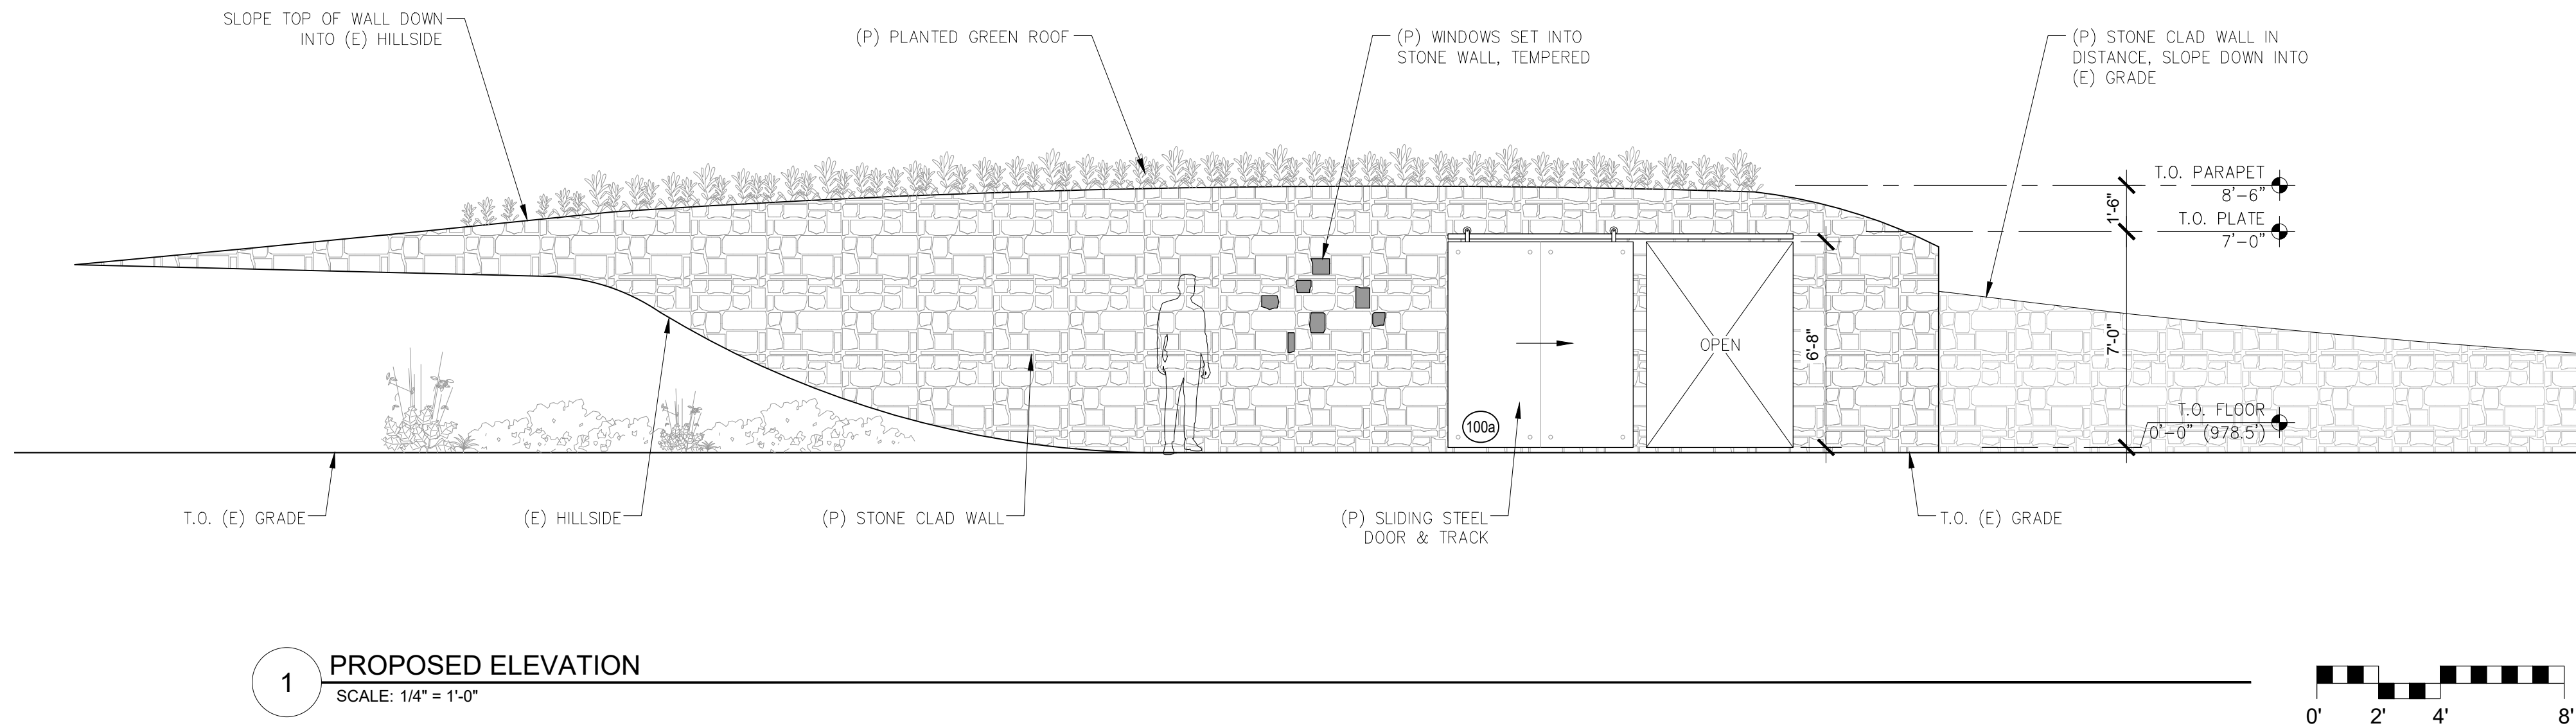 SLOPE TOP OF WALL DOWN
INTO (E) HILLSIDE
(P) PLANTED GREEN ROOF
(P) WINDOWS SET INTO
STONE WALL, TEMPERED
(P) STONE CLAD WALL IN
DISTANCE, SLOPE DOWN INTO
(E) GRADE
T.O. PARAPET
8'-6"
1'-6"
T.O. PLATE
7'-0"
OPEN
6'-8"
7'-0"
100a
T.O. FLOOR
0'-0" (978.5')
T.O. (E) GRADE
(E) HILLSIDE
(P) STONE CLAD WALL
(P) SLIDING STEEL
DOOR & TRACK
T.O. (E) GRADE
1
PROPOSED ELEVATION
SCALE: 1/4" = 1'-0"
0' 2' 4' 8'